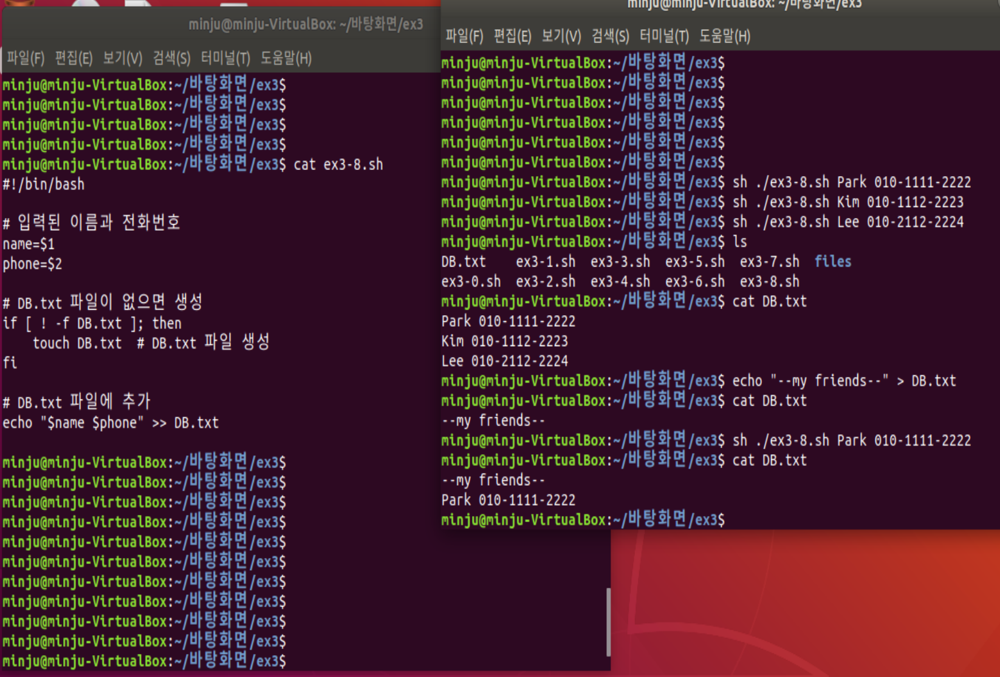 minju@minju-VirtualBox: ~/바탕화면/ex3
파일(F) 편집(E) 보기(V) 검색(S) 터미널(T) 도움말(H)
minju@minju-VirtualBox:~/바탕화면/ex3$
minju@minju-VirtualBox:~/바탕화면/ex3$
minju@minju-VirtualBox:~/바탕화면/ex3$
minju@minju-VirtualBox:~/바탕화면/ex3$
minju@minju-VirtualBox:~/바탕화면/ex3$ cat ex3-8.sh
#!/bin/bash
# 입력된 이름과 전화번호
name=$1
phone=$2
# DB.txt 파일이 없으면 생성
if [ ! -f DB.txt ]; then
    touch DB.txt  # DB.txt 파일 생성
fi
# DB.txt 파일에 추가
echo "$name $phone" >> DB.txt
minju@minju-VirtualBox:~/바탕화면/ex3$
minju@minju-VirtualBox:~/바탕화면/ex3$
minju@minju-VirtualBox:~/바탕화면/ex3$
minju@minju-VirtualBox:~/바탕화면/ex3$
minju@minju-VirtualBox:~/바탕화면/ex3$
minju@minju-VirtualBox:~/바탕화면/ex3$
minju@minju-VirtualBox:~/바탕화면/ex3$
minju@minju-VirtualBox:~/바탕화면/ex3$
minju@minju-VirtualBox:~/바탕화면/ex3$
minju@minju-VirtualBox:~/바탕화면/ex3$
minju@minju-VirtualBox:~/바탕화면/ex3$
minju@minju-VirtualBox: ~/바탕화면/ex3
파일(F) 편집(E) 보기(V) 검색(S) 터미널(T) 도움말(H)
minju@minju-VirtualBox:~/바탕화면/ex3$
minju@minju-VirtualBox:~/바탕화면/ex3$
minju@minju-VirtualBox:~/바탕화면/ex3$
minju@minju-VirtualBox:~/바탕화면/ex3$
minju@minju-VirtualBox:~/바탕화면/ex3$
minju@minju-VirtualBox:~/바탕화면/ex3$
minju@minju-VirtualBox:~/바탕화면/ex3$ sh ./ex3-8.sh Park 010-1111-2222
minju@minju-VirtualBox:~/바탕화면/ex3$ sh ./ex3-8.sh Kim 010-1112-2223
minju@minju-VirtualBox:~/바탕화면/ex3$ sh ./ex3-8.sh Lee 010-2112-2224
minju@minju-VirtualBox:~/바탕화면/ex3$ ls
DB.txt    ex3-1.sh  ex3-3.sh  ex3-5.sh  ex3-7.sh  files
ex3-0.sh  ex3-2.sh  ex3-4.sh  ex3-6.sh  ex3-8.sh
minju@minju-VirtualBox:~/바탕화면/ex3$ cat DB.txt
Park 010-1111-2222
Kim 010-1112-2223
Lee 010-2112-2224
minju@minju-VirtualBox:~/바탕화면/ex3$ echo "--my friends--" > DB.txt
minju@minju-VirtualBox:~/바탕화면/ex3$ cat DB.txt
--my friends--
minju@minju-VirtualBox:~/바탕화면/ex3$ sh ./ex3-8.sh Park 010-1111-2222
minju@minju-VirtualBox:~/바탕화면/ex3$ cat DB.txt
--my friends--
Park 010-1111-2222
minju@minju-VirtualBox:~/바탕화면/ex3$